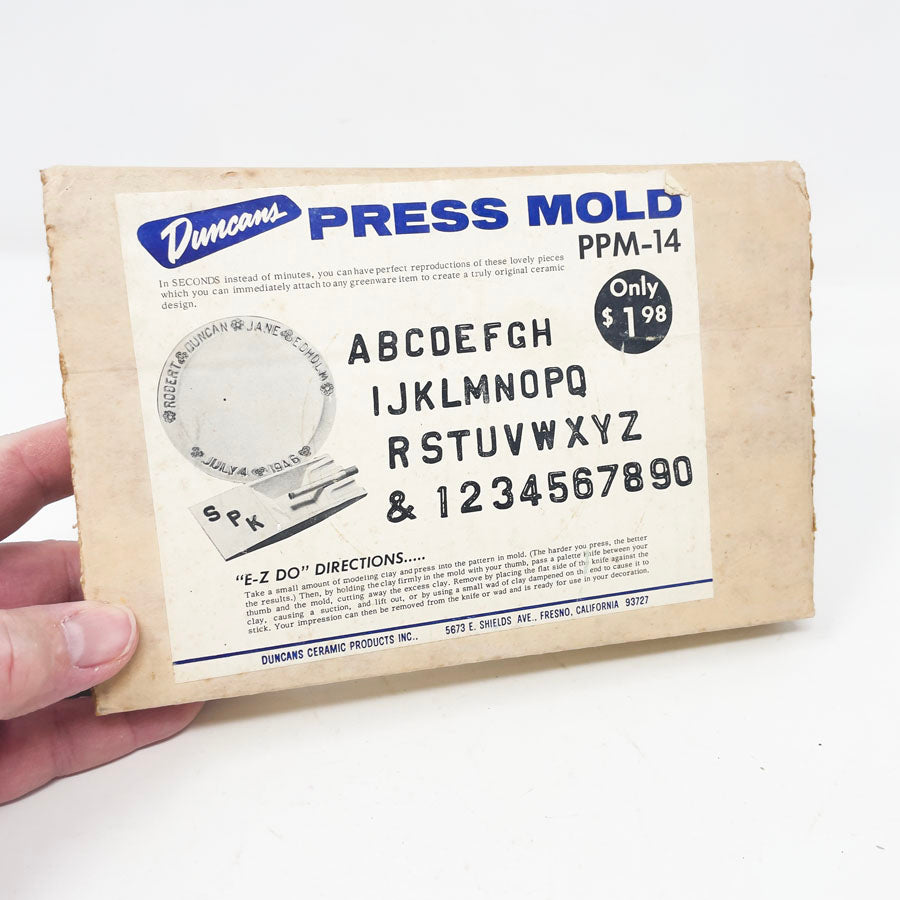 Duncans PRESS MOLD
PPM-14
In SECONDS instead of minutes, you can have perfect reproductions of these lovely pieces
which you can immediately attach to any greenware item to create a truly original ceramic
design.
Only
$ 1 98
ROBERT DUNCAN JANE EDHOLM
JULY 4 1946
SPK
ABCDEFGH
IJKLMNOPQ
RSTUVWXYZ
& 1234567890
"E-Z DO" DIRECTIONS.....
Take a small amount of modeling clay and press into the pattern in mold. (The harder you press, the better
the results.) Then, by holding the clay firmly in the mold with your thumb, pass a palette knife between your
thumb and the mold, cutting away the excess clay. Remove by placing the flat side of the knife against the
clay, causing a suction, and lift out, or by using a small wad of clay dampened on the end to cause it to
stick. Your impression can then be removed from the knife or wad and is ready for use in your decoration.
DUNCANS CERAMIC PRODUCTS INC., 5673 E. SHIELDS AVE., FRESNO, CALIFORNIA 93727